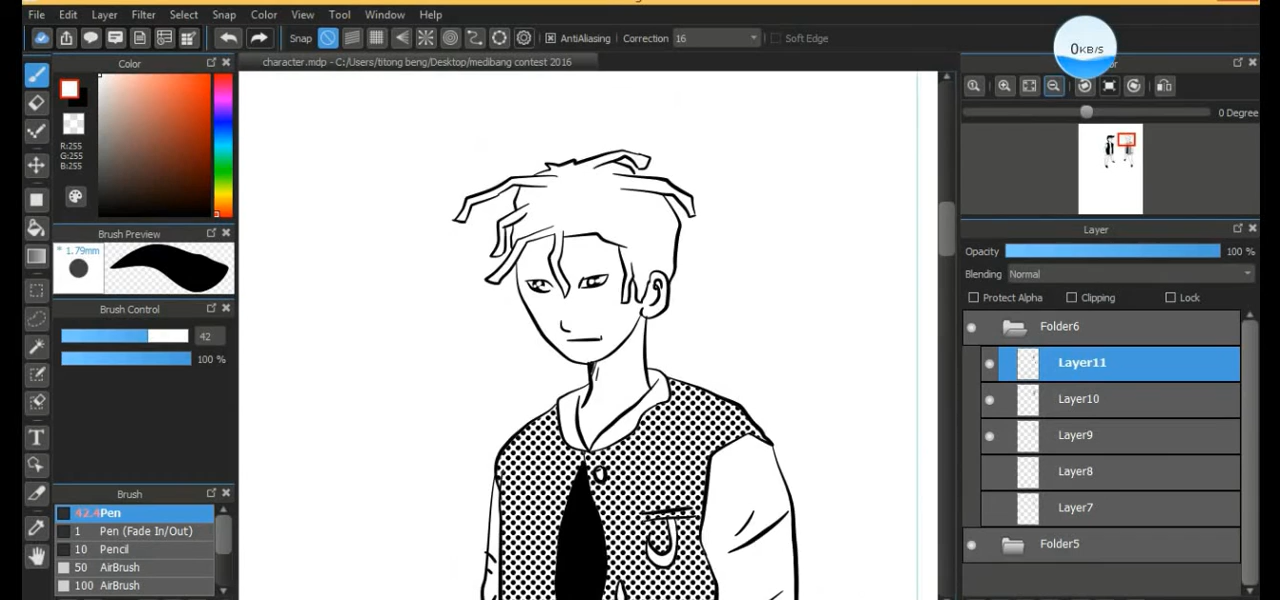 File Edit Layer Filter Select Snap Color View Tool Window Help
Snap AntiAliasing Correction 16 Soft Edge
0KB/S
Color
character.mdp - C:/Users/titong beng/Desktop/medibang contest 2016
R:255
G:255
B:255
0 Degree
Brush Preview
* 1.79mm
Brush Control
42
100 %
Layer
Opacity 100 %
Blending Normal
Protect Alpha Clipping Lock
Folder6
Layer11
Layer10
Layer9
Layer8
Layer7
Folder5
T
Brush
42.4 Pen
1 Pen (Fade In/Out)
10 Pencil
50 AirBrush
100 AirBrush
J